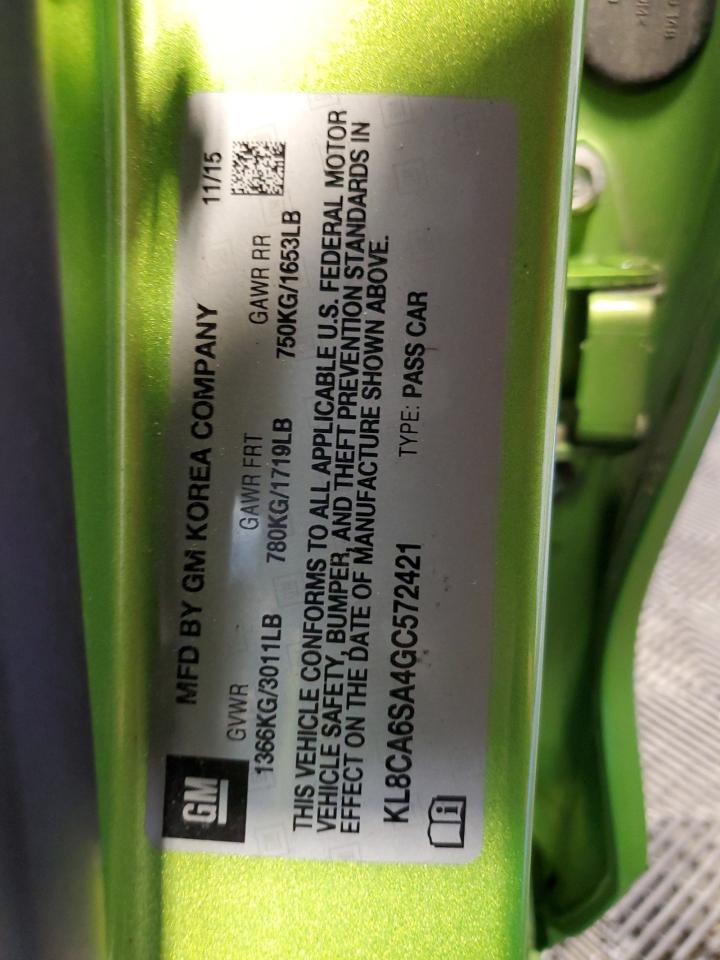 GM
MFD BY GM KOREA COMPANY 11/15
GVWR GAWR FRT GAWR RR
1366KG/3011LB 780KG/1719LB 750KG/1653LB
THIS VEHICLE CONFORMS TO ALL APPLICABLE U.S. FEDERAL MOTOR
VEHICLE SAFETY, BUMPER, AND THEFT PREVENTION STANDARDS IN
EFFECT ON THE DATE OF MANUFACTURE SHOWN ABOVE.
KL8CA6SA4GC572421 TYPE: PASS CAR